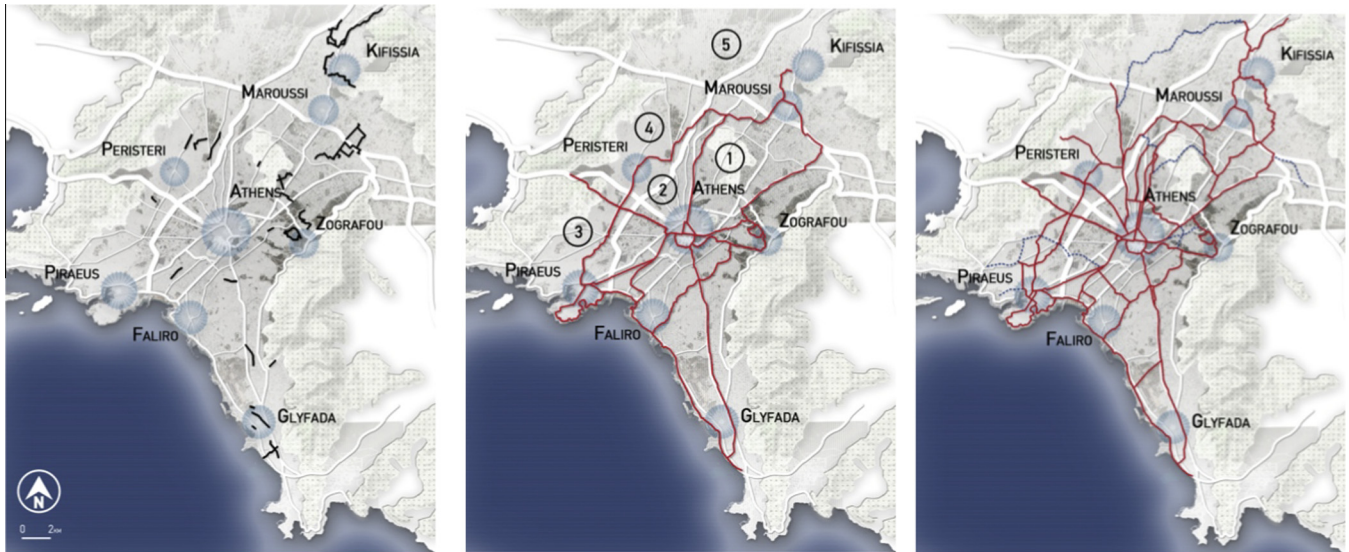 KIFISSIA
MAROUSSI
PERISTERI
ATHENS
ZOGRAFOU
PIRAEUS
FALIRO
GLYFADA
N
0 2KM
5
KIFISSIA
MAROUSSI
4
PERISTERI
1
2
ATHENS
3
ZOGRAFOU
PIRAEUS
FALIRO
GLYFADA
KIFISSIA
MAROUSSI
PERISTERI
ATHENS
ZOGRAFOU
PIRAEUS
FALIRO
GLYFADA